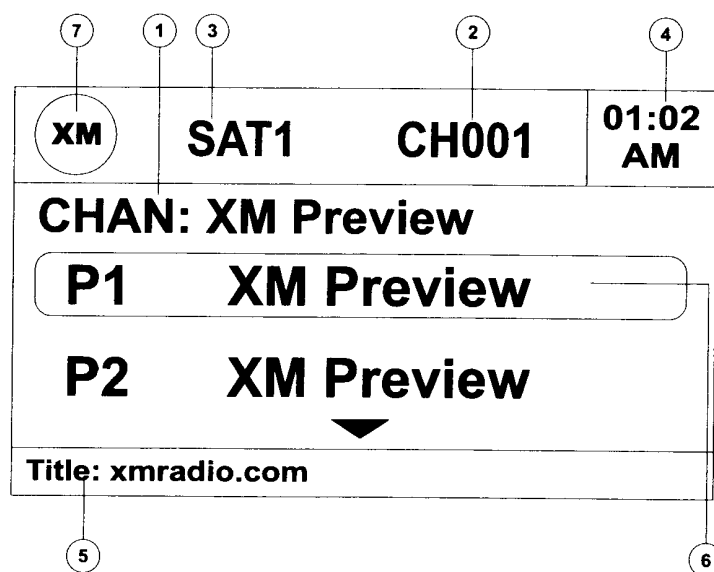 7 1 3 2 4
XM SAT1 CH001 01:02
AM
CHAN: XM Preview
P1 XM Preview
P2 XM Preview
Title: xmradio.com
5 6